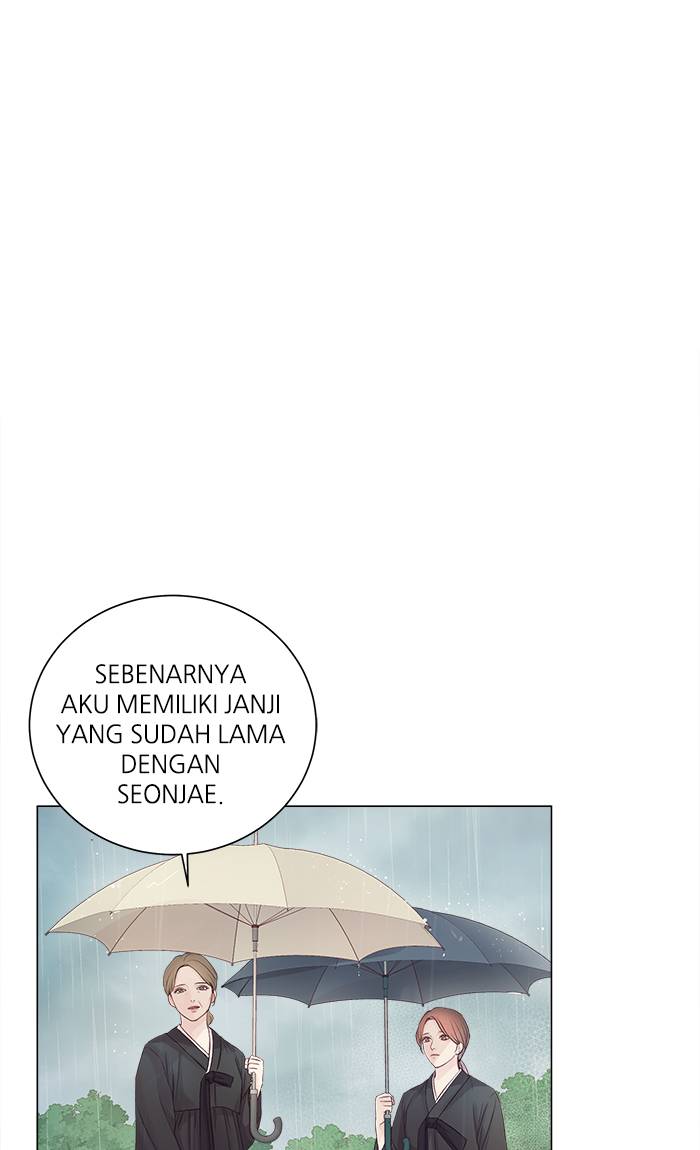 SEBENARNYA
AKU MEMILIKI JANJI
YANG SUDAH LAMA
DENGAN
SEONJAE.